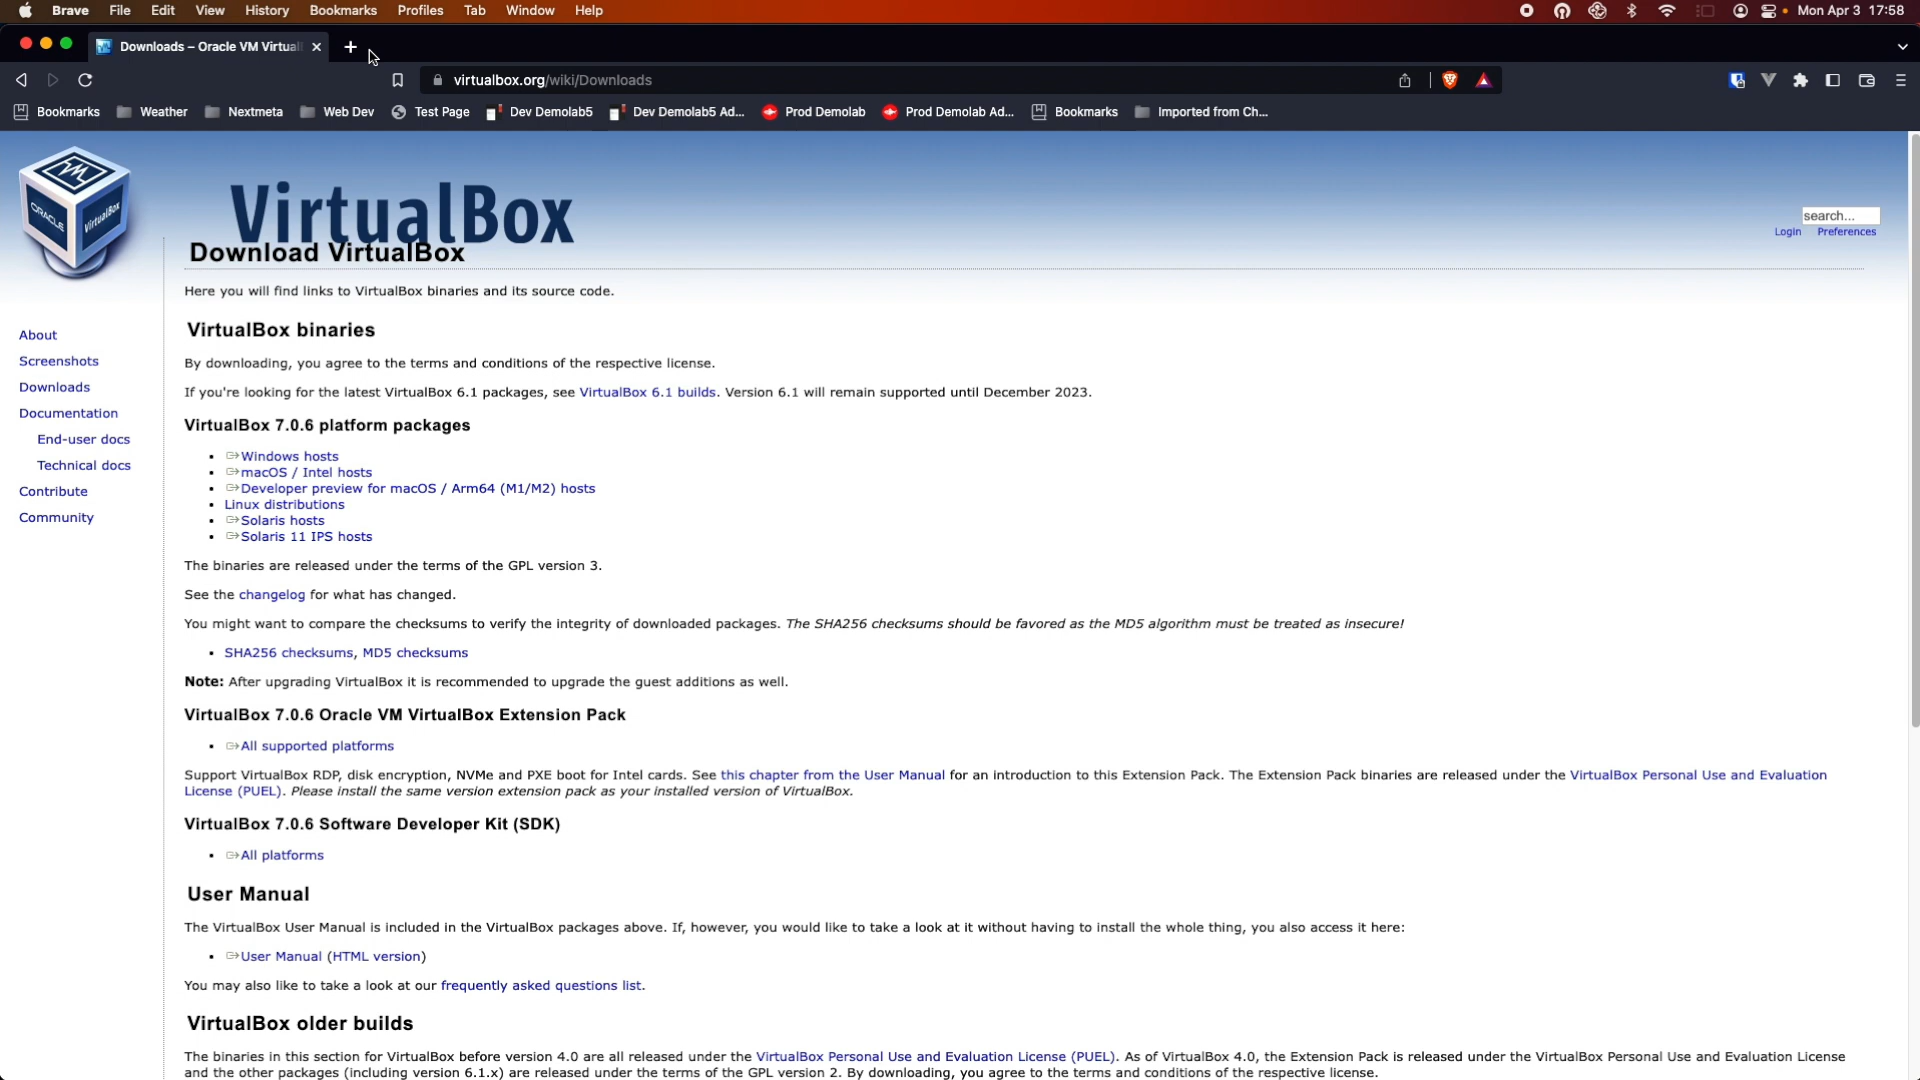 Brave File Edit View History Bookmarks Profiles Tab Window Help Mon Apr 3 17:58
Downloads – Oracle VM Virtual
virtualbox.org/wiki/Downloads
Bookmarks Weather Nextmeta Web Dev Test Page Dev Demolab5 Dev Demolab5 Ad... Prod Demolab Prod Demolab Ad... Bookmarks Imported from Ch...
ORACLE VirtualBox
VirtualBox
search...
Login Preferences
Download VirtualBox
Here you will find links to VirtualBox binaries and its source code.
About
Screenshots
Downloads
Documentation
End-user docs
Technical docs
Contribute
Community
VirtualBox binaries
By downloading, you agree to the terms and conditions of the respective license.
If you're looking for the latest VirtualBox 6.1 packages, see VirtualBox 6.1 builds. Version 6.1 will remain supported until December 2023.
VirtualBox 7.0.6 platform packages
Windows hosts
macOS / Intel hosts
Developer preview for macOS / Arm64 (M1/M2) hosts
Linux distributions
Solaris hosts
Solaris 11 IPS hosts
The binaries are released under the terms of the GPL version 3.
See the changelog for what has changed.
You might want to compare the checksums to verify the integrity of downloaded packages. The SHA256 checksums should be favored as the MD5 algorithm must be treated as insecure!
SHA256 checksums, MD5 checksums
Note: After upgrading VirtualBox it is recommended to upgrade the guest additions as well.
VirtualBox 7.0.6 Oracle VM VirtualBox Extension Pack
All supported platforms
Support VirtualBox RDP, disk encryption, NVMe and PXE boot for Intel cards. See this chapter from the User Manual for an introduction to this Extension Pack. The Extension Pack binaries are released under the VirtualBox Personal Use and Evaluation
License (PUEL). Please install the same version extension pack as your installed version of VirtualBox.
VirtualBox 7.0.6 Software Developer Kit (SDK)
All platforms
User Manual
The VirtualBox User Manual is included in the VirtualBox packages above. If, however, you would like to take a look at it without having to install the whole thing, you also access it here:
User Manual (HTML version)
You may also like to take a look at our frequently asked questions list.
VirtualBox older builds
The binaries in this section for VirtualBox before version 4.0 are all released under the VirtualBox Personal Use and Evaluation License (PUEL). As of VirtualBox 4.0, the Extension Pack is released under the VirtualBox Personal Use and Evaluation License
and the other packages (including version 6.1.x) are released under the terms of the GPL version 2. By downloading, you agree to the terms and conditions of the respective license.